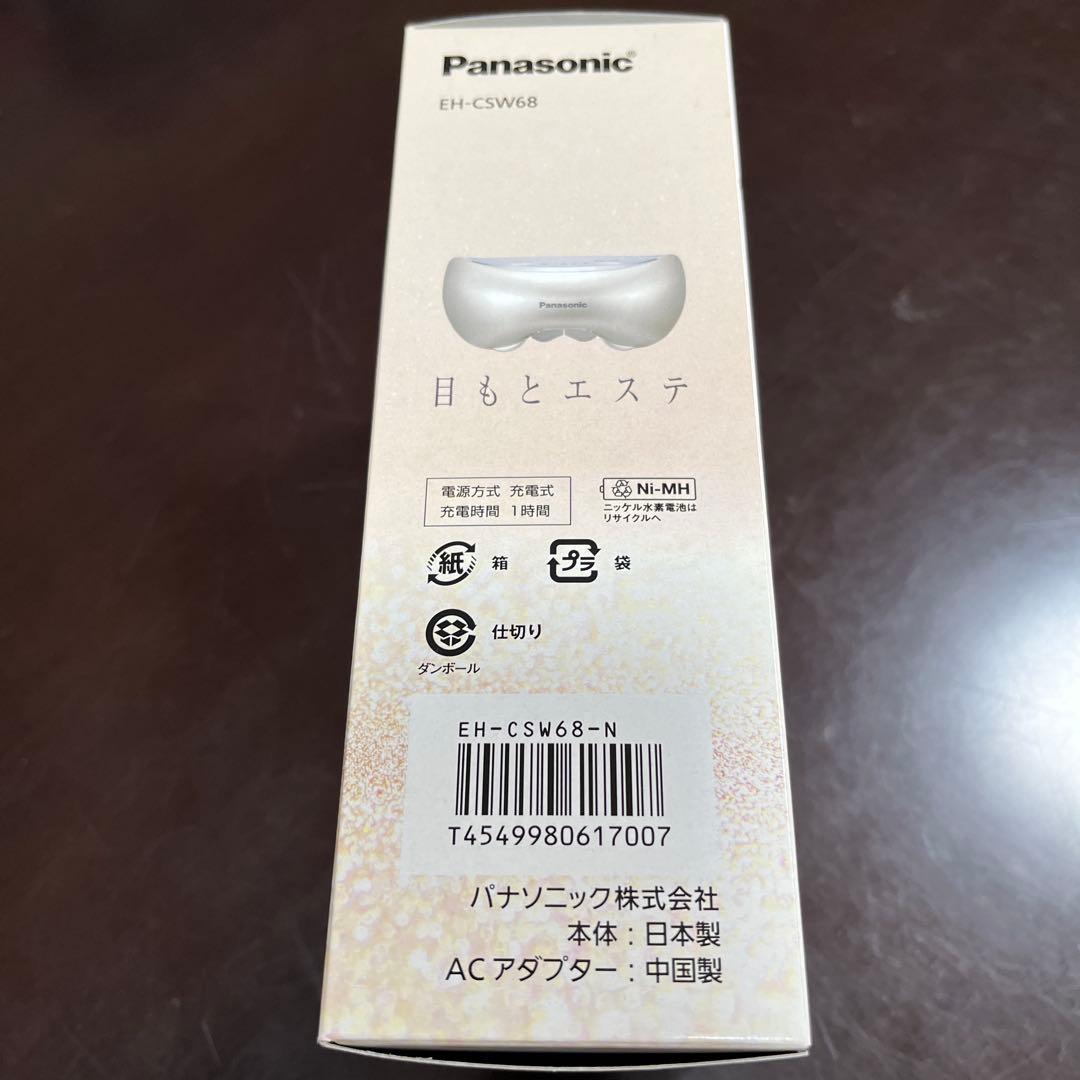 Panasonic®
EH-CSW68
Panasonic
目もとエステ
電源方式 充電式
充電時間 1時間
Ni-MH
ニッケル水素電池は
リサイクルへ
紙 箱
プラ 袋
仕切り
ダンボール
EH-CSW68-N
T4549980617007
パナソニック株式会社
本体：日本製
ACアダプター：中国製